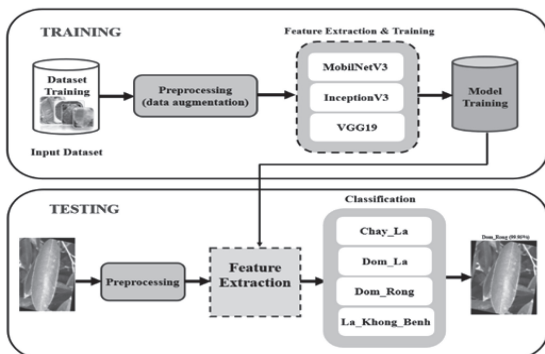 TRAINING
Feature Extraction & Training
Dataset
Training
Input Dataset
Preprocessing
(data augmentation)
MobilNetV3
InceptionV3
VGG19
Model
Training
TESTING
Preprocessing
Feature
Extraction
Classification
Chay_La
Dom_La
Dom_Rong
La_Khong_Benh